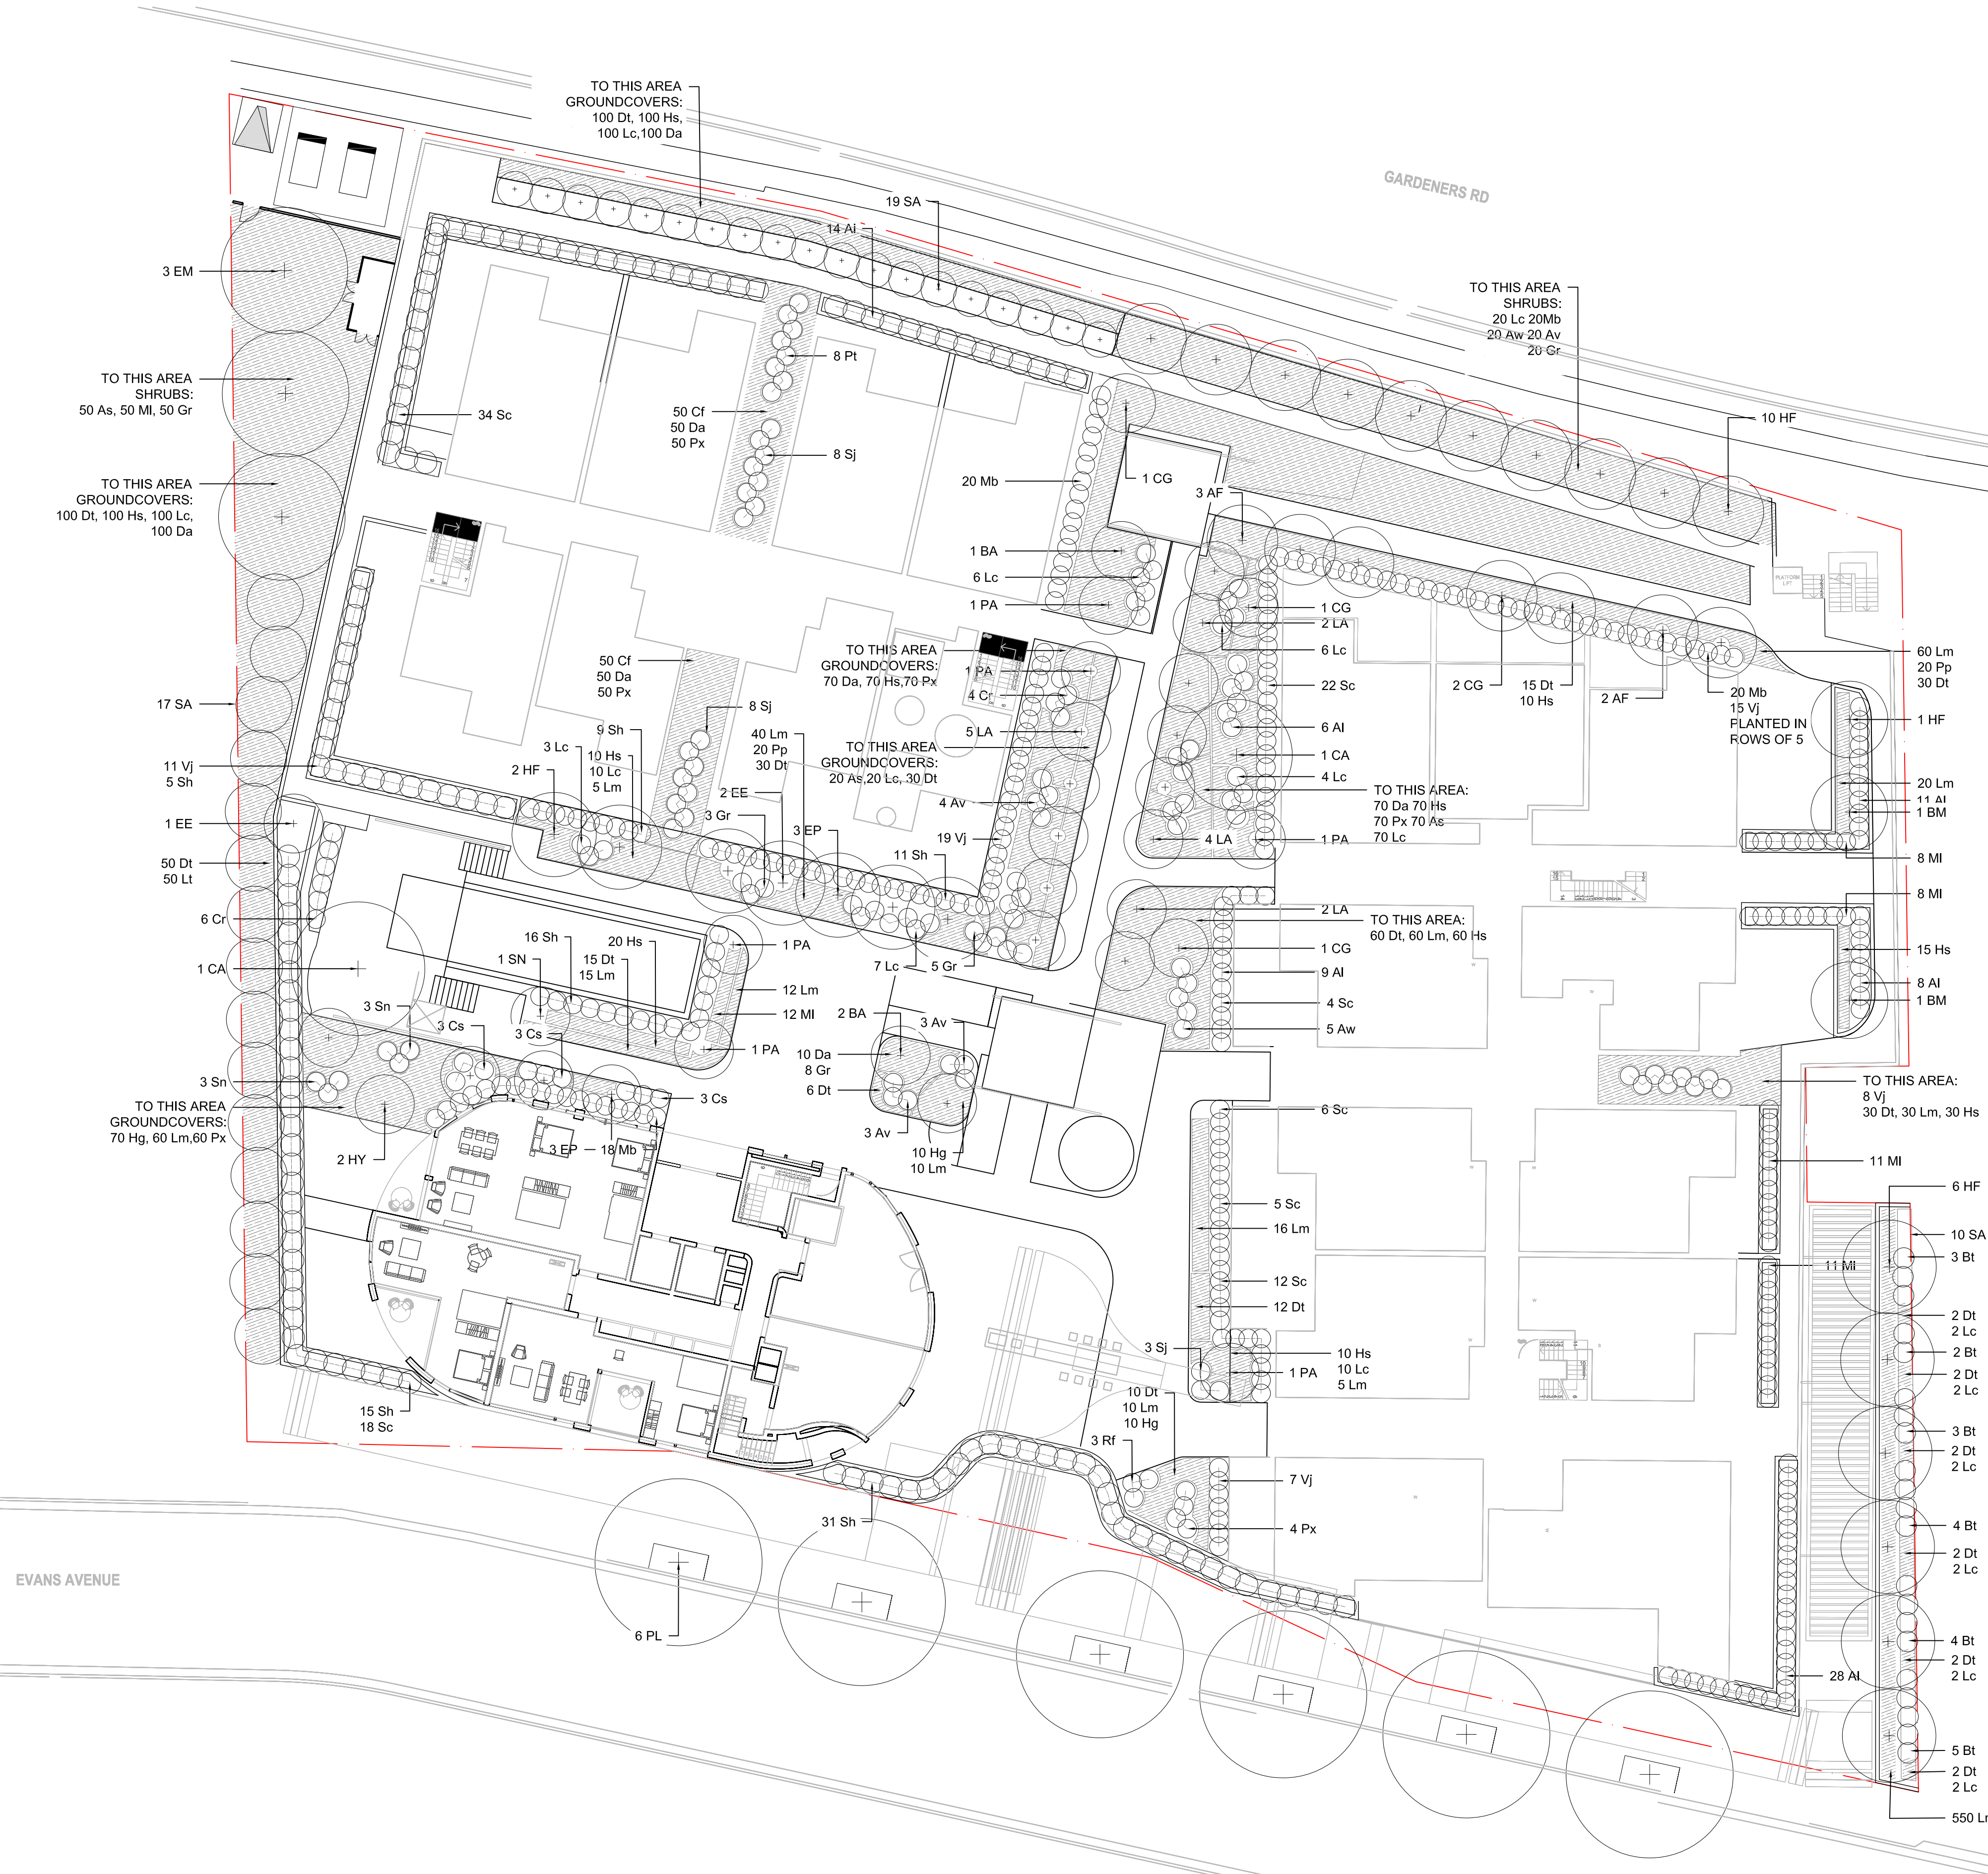 TO THIS AREA
GROUNDCOVERS:
100 Dt, 100 Hs,
100 Lc,100 Da
GARDENERS RD
19 SA
14 Ai
3 EM
TO THIS AREA
SHRUBS:
20 Lc 20Mb
20 Aw 20 Av
20 Gr
8 Pt
TO THIS AREA
SHRUBS:
50 As, 50 MI, 50 Gr
34 Sc
50 Cf
50 Da
50 Px
10 HF
8 Sj
TO THIS AREA
GROUNDCOVERS:
100 Dt, 100 Hs, 100 Lc,
100 Da
20 Mb
1 CG
3 AF
1 BA
6 Lc
1 PA
PLATFORM
LIFT
1 CG
2 LA
6 Lc
60 Lm
20 Pp
30 Dt
50 Cf
50 Da
50 Px
TO THIS AREA
GROUNDCOVERS:
70 Da, 70 Hs,70 Px
1 PA
4 Cr
22 Sc
2 CG
15 Dt
10 Hs
2 AF
20 Mb
15 Vj
PLANTED IN
ROWS OF 5
17 SA
8 Sj
5 LA
6 AI
1 HF
9 Sh
3 Lc
10 Hs
10 Lc
5 Lm
40 Lm
20 Pp
30 Dt
TO THIS AREA
GROUNDCOVERS:
20 As,20 Lc, 30 Dt
1 CA
11 Vj
5 Sh
2 HF
4 Lc
20 Lm
11 AI
1 BM
2 EE
4 Av
TO THIS AREA:
70 Da 70 Hs
70 Px 70 As
70 Lc
1 EE
3 Gr
3 EP
19 Vj
4 LA
1 PA
8 MI
50 Dt
50 Lt
11 Sh
8 MI
6 Cr
2 LA
TO THIS AREA:
60 Dt, 60 Lm, 60 Hs
16 Sh
20 Hs
1 PA
1 CG
15 Hs
1 CA
1 SN
15 Dt
15 Lm
7 Lc
5 Gr
9 AI
8 AI
12 Lm
12 MI
4 Sc
1 BM
3 Sn
3 Cs
3 Cs
2 BA
3 Av
5 Aw
1 PA
10 Da
8 Gr
6 Dt
3 Sn
3 Cs
TO THIS AREA:
8 Vj
30 Dt, 30 Lm, 30 Hs
TO THIS AREA
GROUNDCOVERS:
70 Hg, 60 Lm,60 Px
3 Av
6 Sc
2 HY
3 EP
18 Mb
10 Hg
10 Lm
11 MI
6 HF
5 Sc
16 Lm
10 SA
3 Bt
11 MI
12 Sc
12 Dt
2 Dt
2 Lc
3 Sj
10 Hs
10 Lc
5 Lm
1 PA
2 Bt
2 Dt
2 Lc
15 Sh
18 Sc
10 Dt
10 Lm
10 Hg
3 Rf
3 Bt
2 Dt
2 Lc
7 Vj
31 Sh
4 Px
4 Bt
2 Dt
2 Lc
EVANS AVENUE
6 PL
4 Bt
2 Dt
2 Lc
28 AI
5 Bt
2 Dt
2 Lc
550